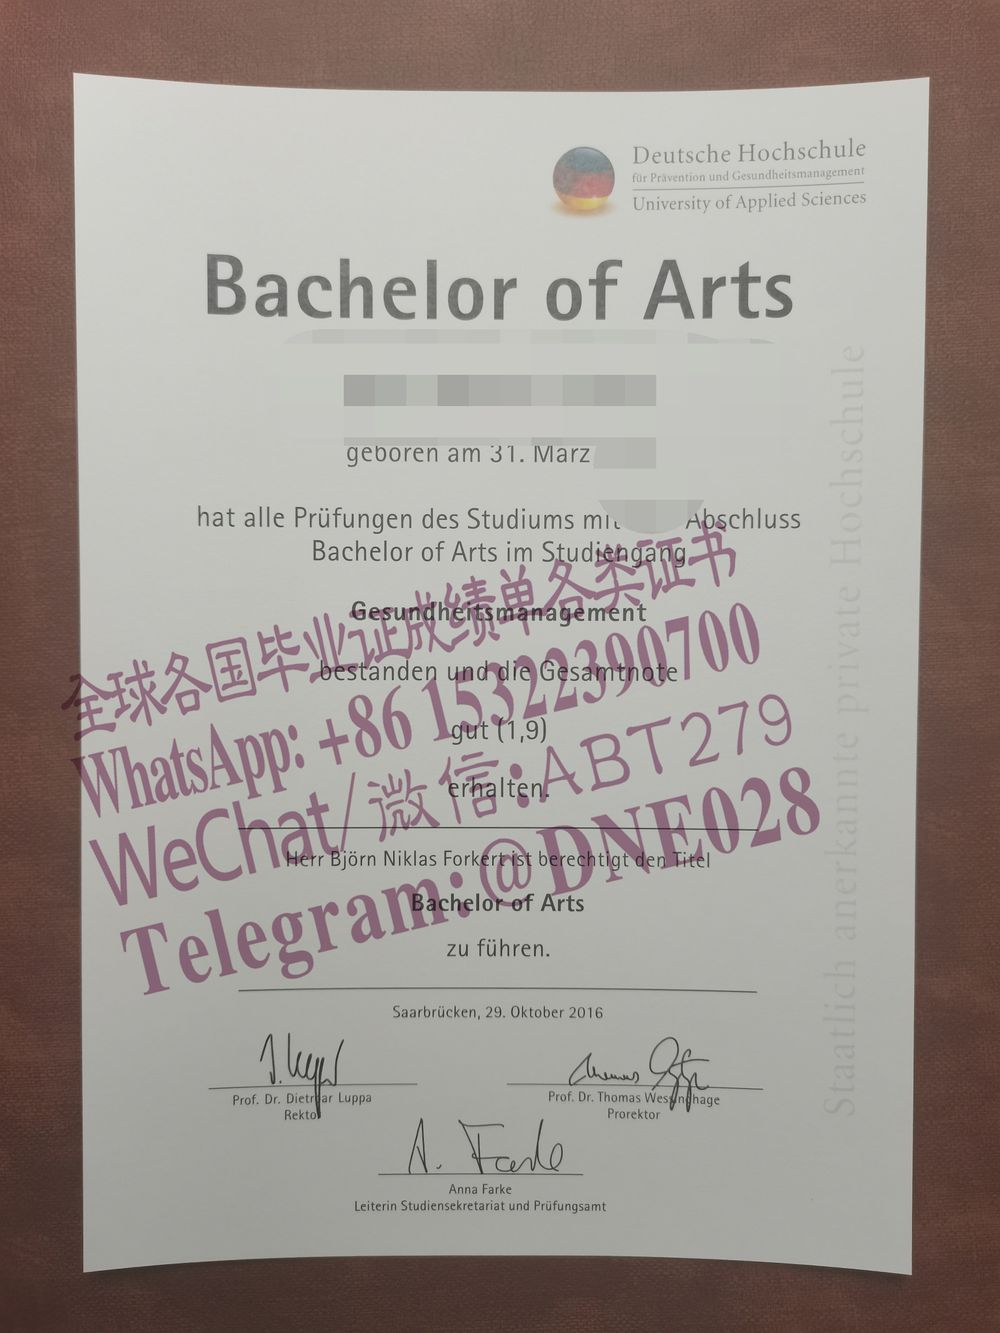 Deutsche Hochschule
für Prävention und Gesundheitsmanagement
University of Applied Sciences
Bachelor of Arts
geboren am 31. März
hat alle Prüfungen des Studiums mit Abschluss
Bachelor of Arts im Studiengang
Gesundheitsmanagement
bestanden und die Gesamtnote
gut (1,9)
erhalten.
Herr Björn Niklas Forkert ist berechtigt den Titel
Bachelor of Arts
zu führen.
Saarbrücken, 29. Oktober 2016
Prof. Dr. Dietmar Luppa
Rektor
Prof. Dr. Thomas Wessinghage
Prorektor
A. Farke
Anna Farke
Leiterin Studiensekretariat und Prüfungsamt
Staatlich anerkannte private Hochschule
全球各国毕业证成绩单各类证书
WhatsApp: +86 15322390700
WeChat/微信:ABT279
Telegram:@DNE028